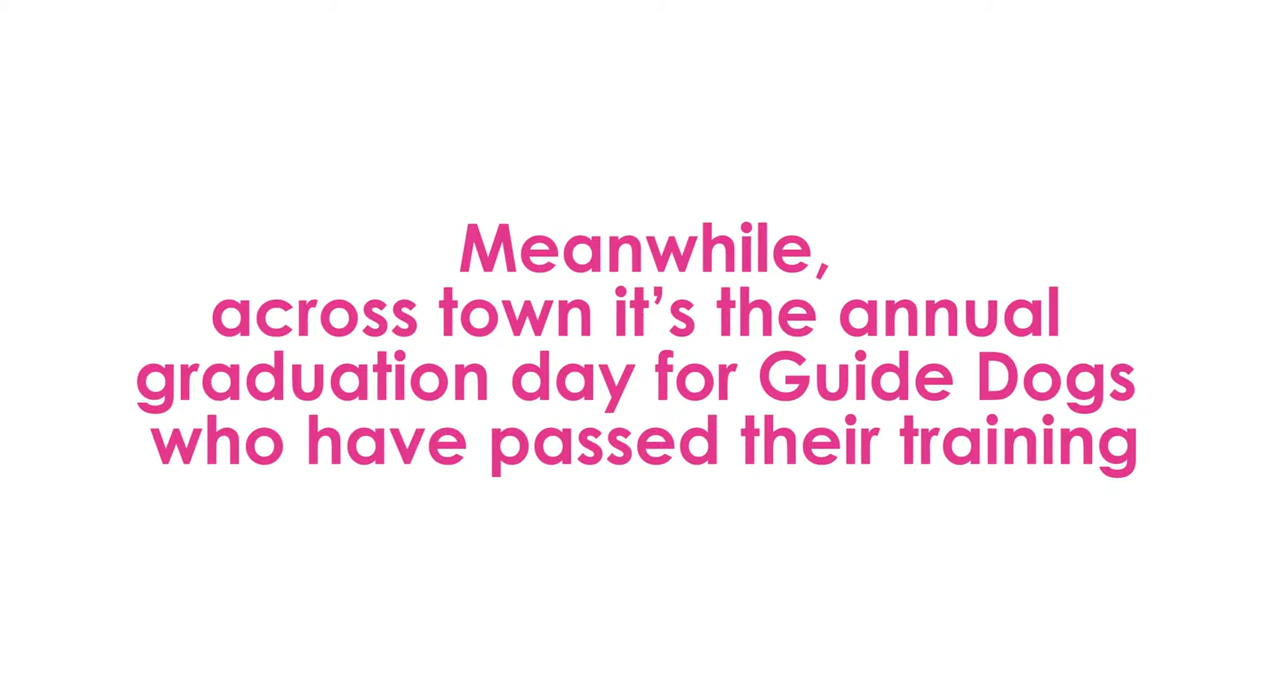 Meanwhile,
across town it’s the annual
graduation day for Guide Dogs
who have passed their training